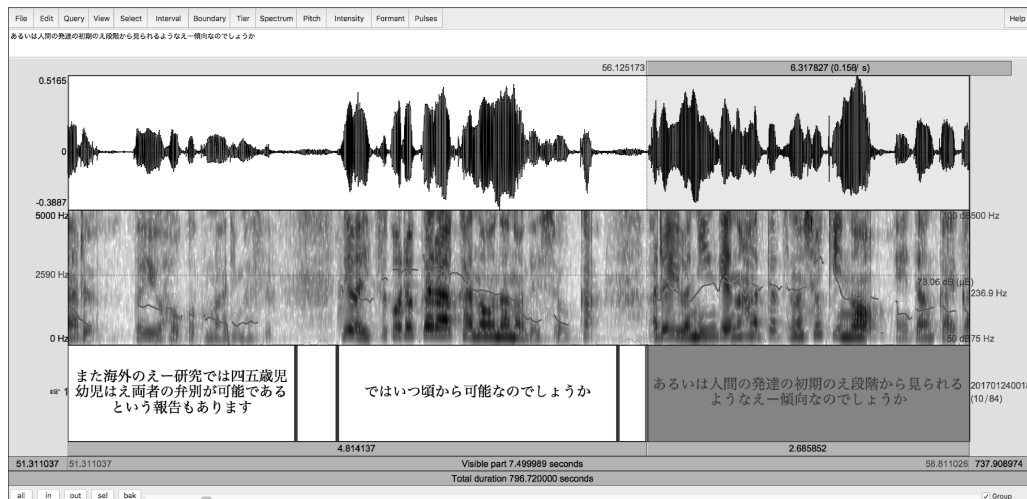 File Edit Query View Select Interval Boundary Tier Spectrum Pitch Intensity Formant Pulses Help
あるいは人間の発達の初期のえ段階から見られるようなえー傾向なのでしょうか
56.125173 6.317827 (0.158/ s)
0.5165
0
-0.3887
5000 Hz
2590 Hz
0 Hz
100 dB500 Hz
73.06 dB (µE)
236.9 Hz
50 dB75 Hz
また海外のえー研究では四五歳児
幼児はえ両者の弁別が可能である
という報告もあります
ではいつ頃から可能なのでしょうか
あるいは人間の発達の初期のえ段階から見られる
ようなえー傾向なのでしょうか
☞ 1
(10 / 84)
4.814137 2.685852
51.311037 51.311037 Visible part 7.499989 seconds 58.811026 737.908974
Total duration 796.720000 seconds
all in out sel bak Group